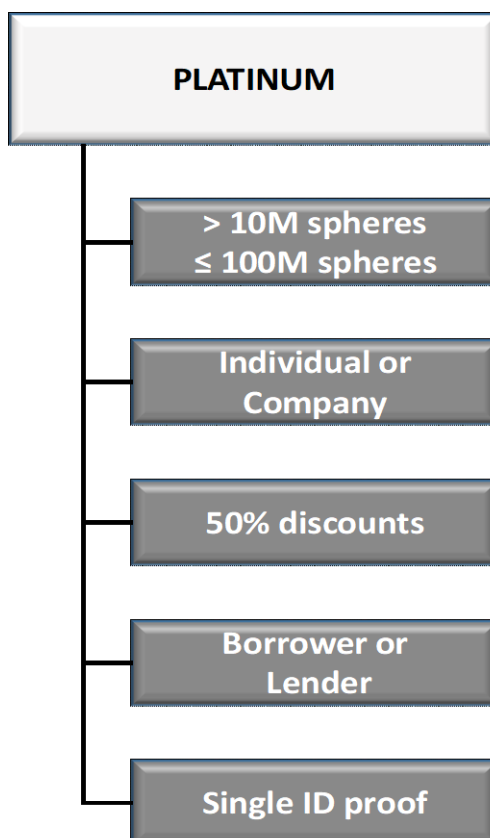 PLATINUM
> 10M spheres
≤ 100M spheres
Individual or
Company
50% discounts
Borrower or
Lender
Single ID proof